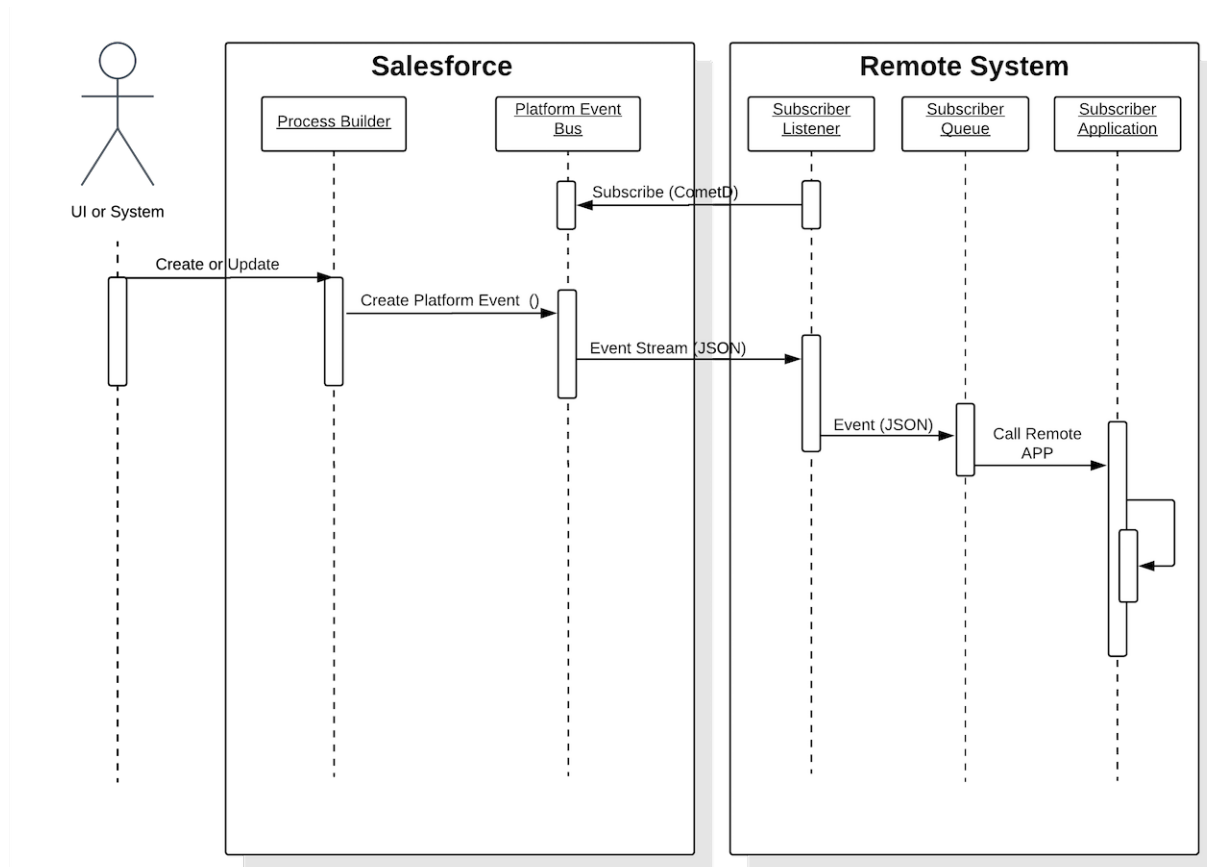 Salesforce
Remote System
Process Builder
Platform Event
Bus
Subscriber
Listener
Subscriber
Queue
Subscriber
Application
UI or System
Subscribe (CometD)
Create or Update
Create Platform Event  ()
Event Stream (JSON)
Event (JSON)
Call Remote
APP